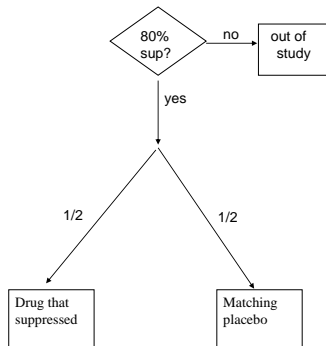 80%
sup?
no
out of
study
yes
1/2
1/2
Drug that
suppressed
Matching
placebo